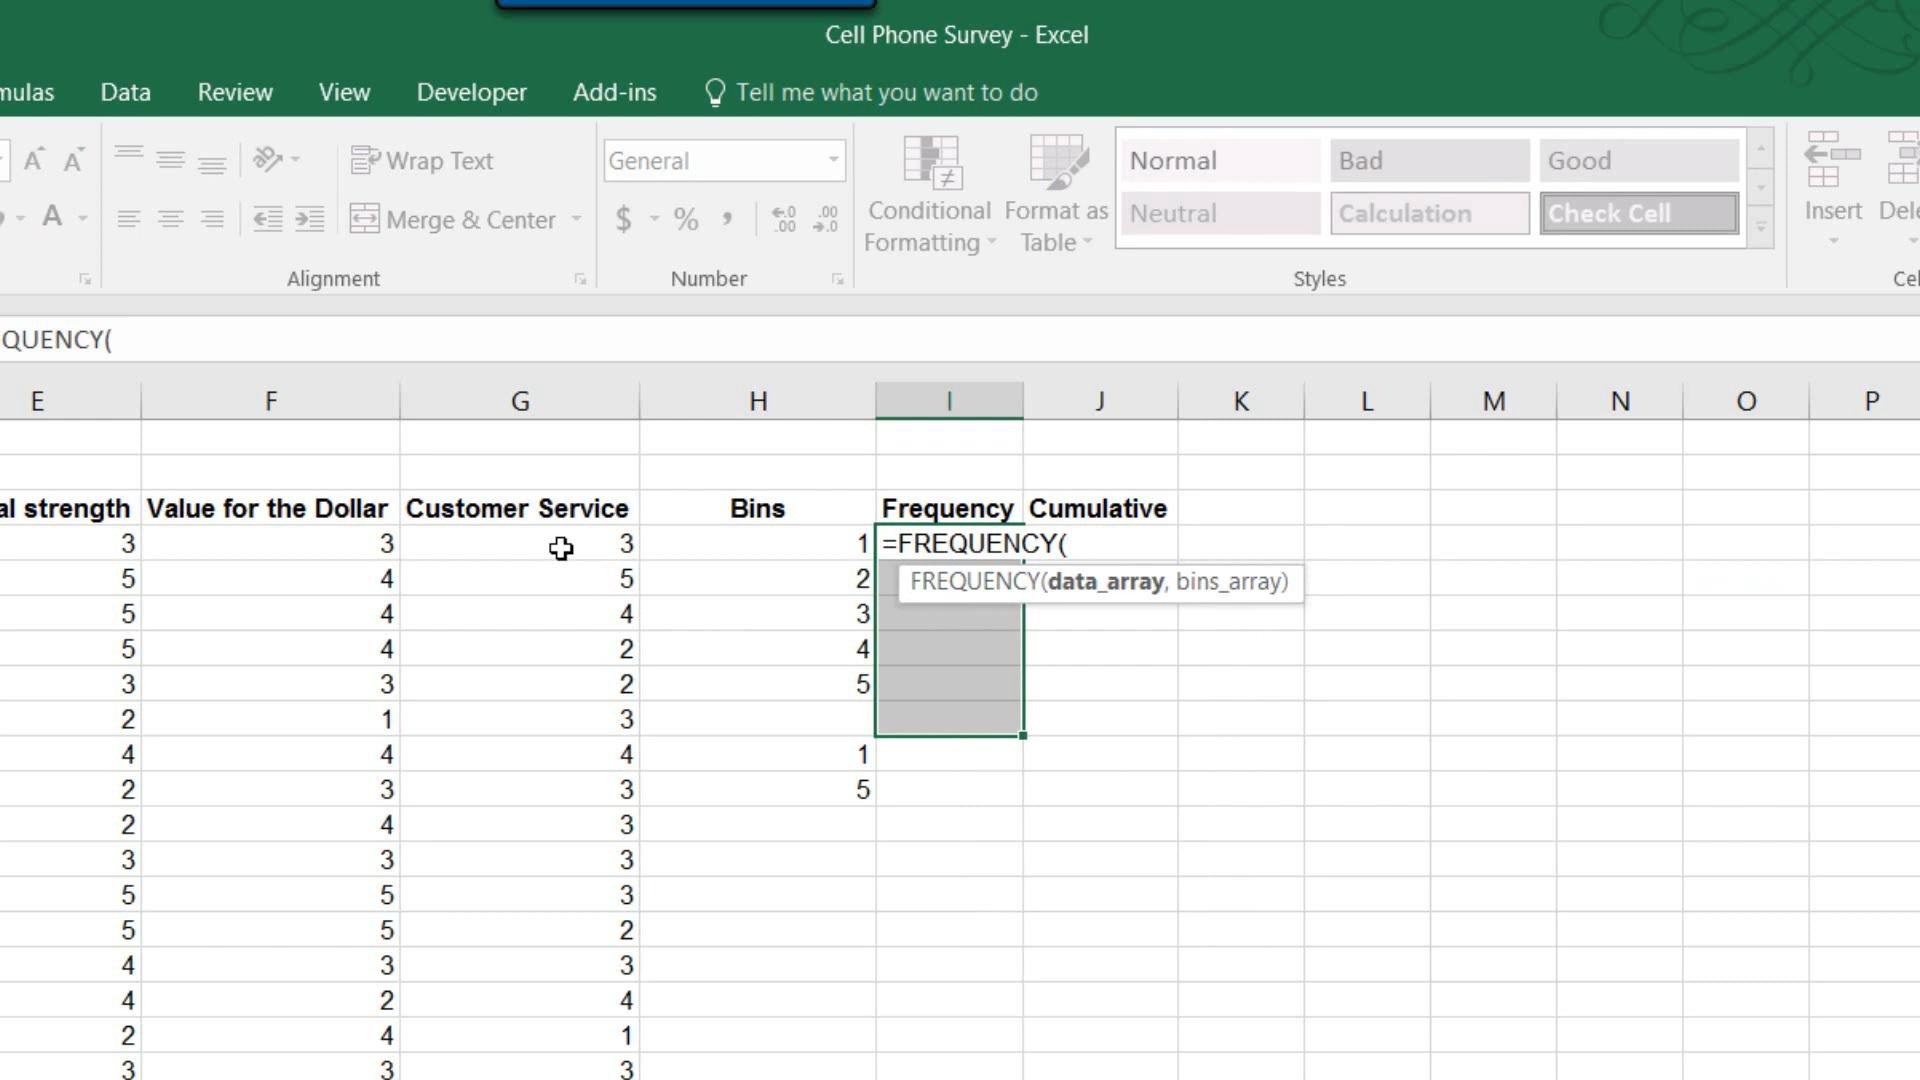 Cell Phone Survey - Excel
mulas Data Review View Developer Add-ins Tell me what you want to do
Wrap Text General Normal Bad Good
Merge & Center $ % , Conditional Formatting Format as Table Neutral Calculation Check Cell Insert Dele
Alignment Number Styles Cel
QUENCY(
E F G H I J K L M N O P
al strength Value for the Dollar Customer Service Bins Frequency Cumulative
3 3 3 1 =FREQUENCY(
5 4 5 2 FREQUENCY(data_array, bins_array)
5 4 4 3
5 4 2 4
3 3 2 5
2 1 3
4 4 4 1
2 3 3 5
2 4 3
3 3 3
5 5 3
5 5 2
4 3 3
4 2 4
2 4 1
3 3 3